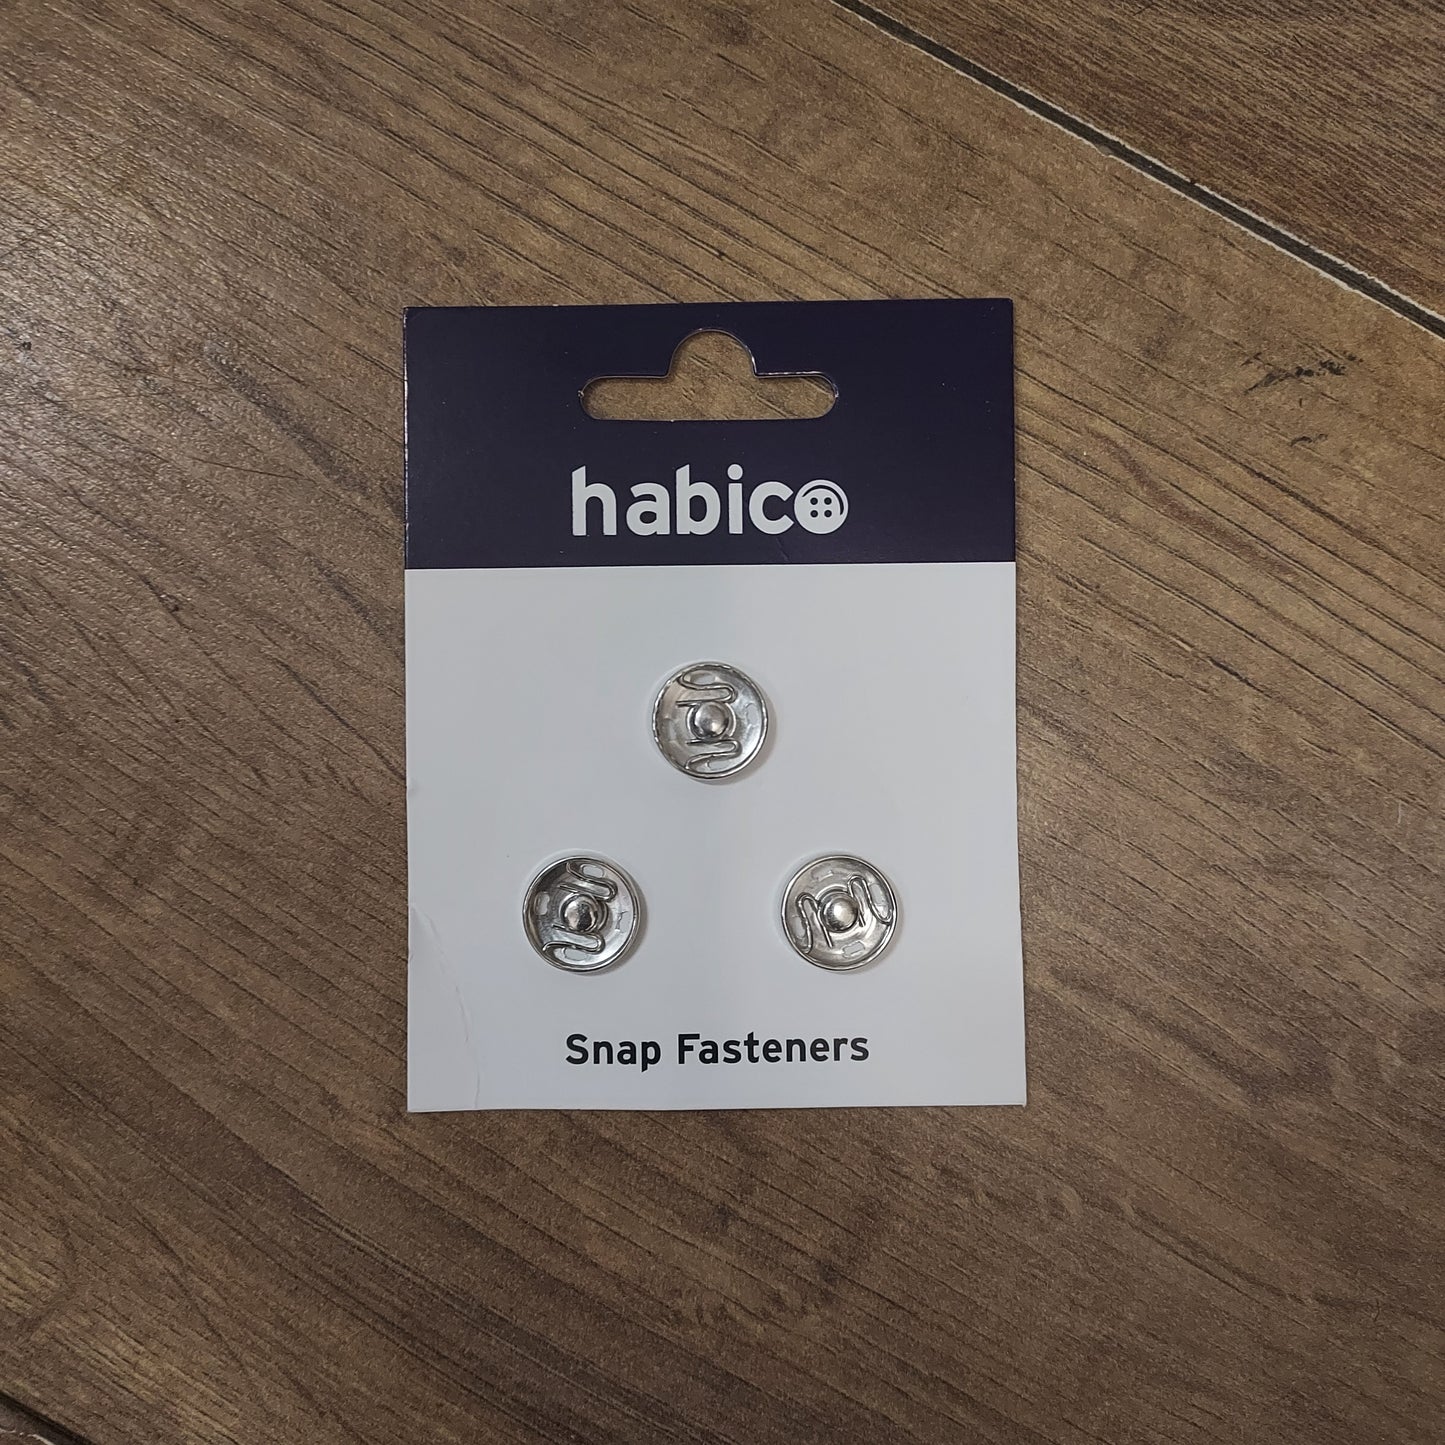 habico
Snap Fasteners